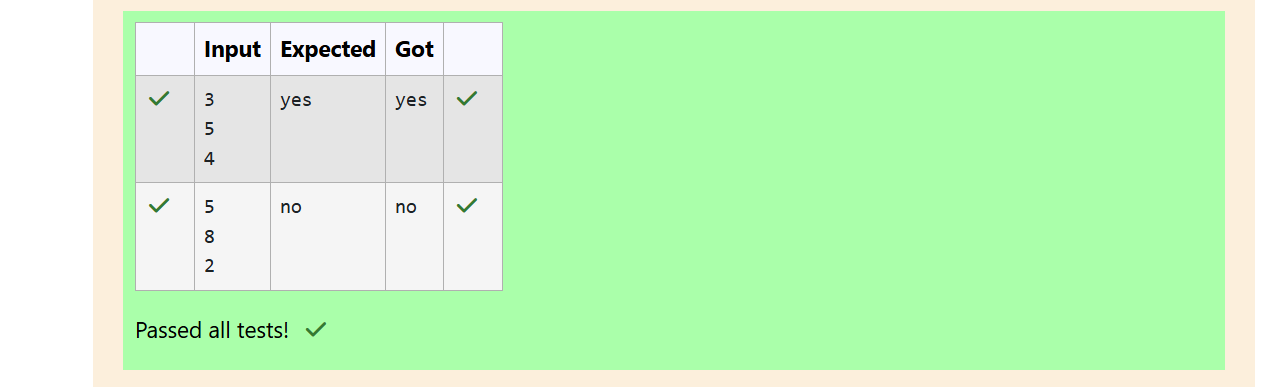 Input Expected Got
3 yes yes
5
4
5 no no
8
2
Passed all tests!